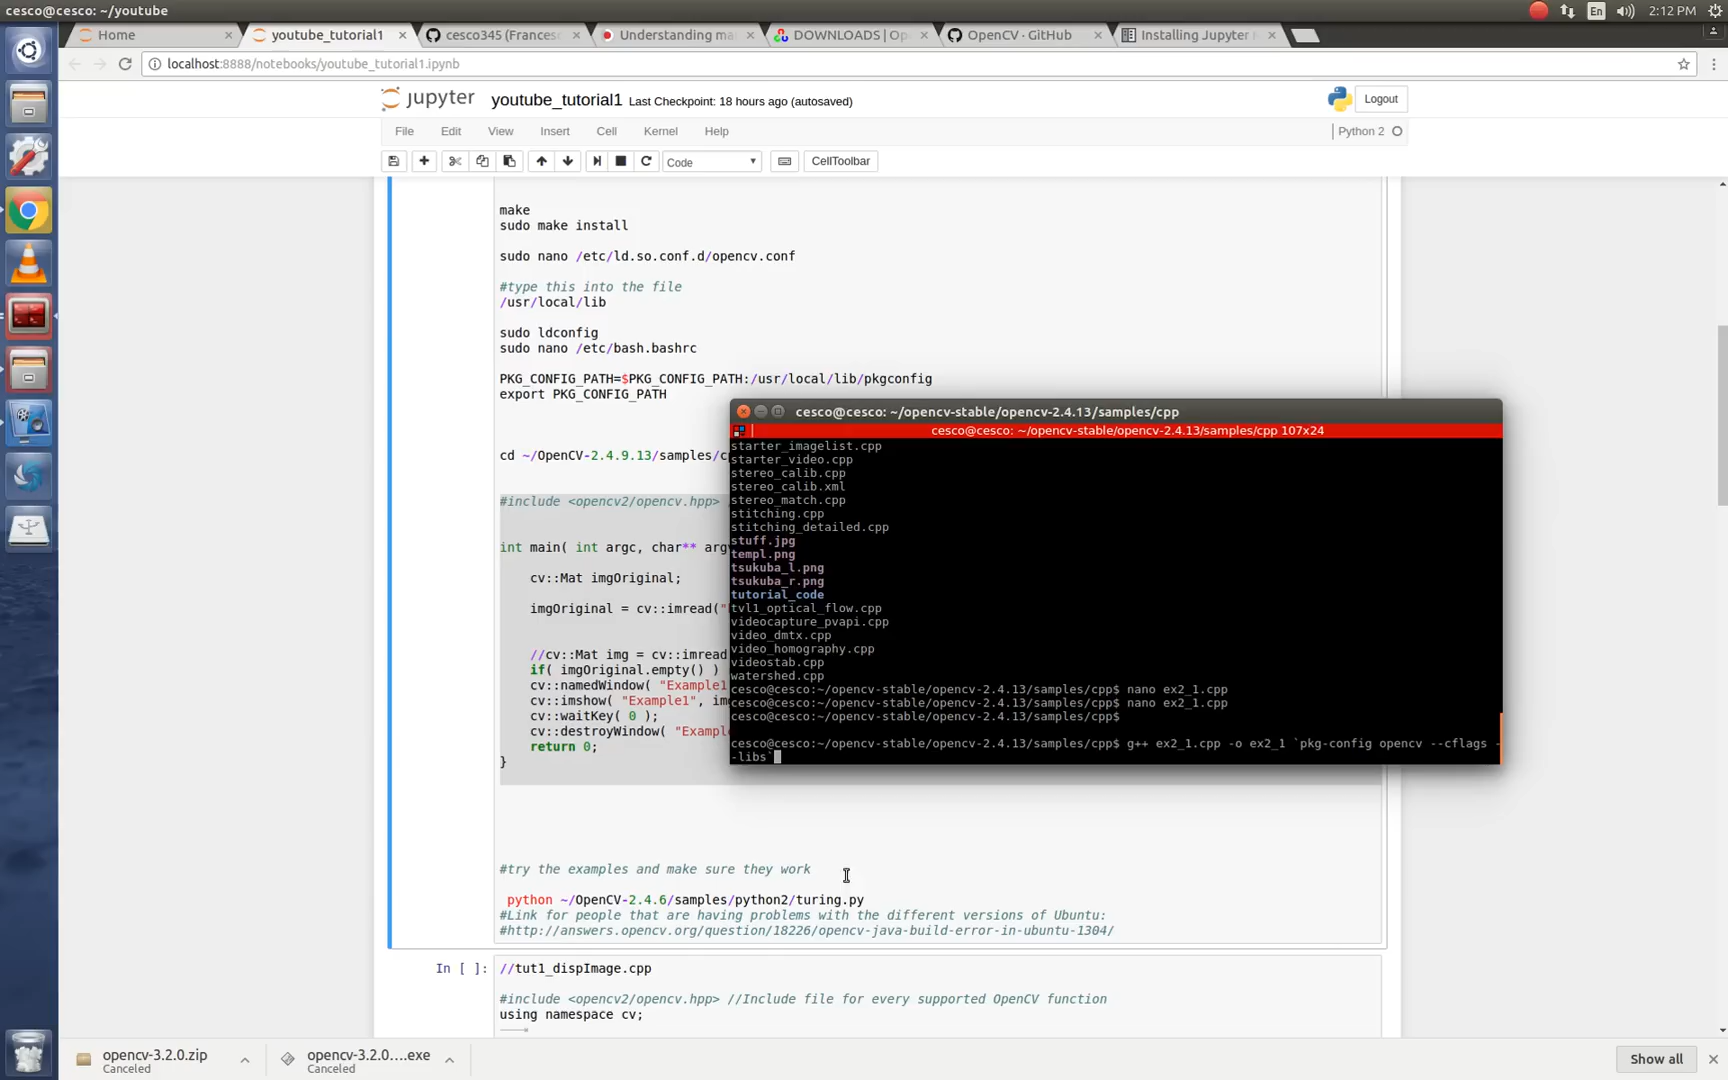 cesco@cesco: ~/youtube
En
2:12 PM
Home
youtube_tutorial1
cesco345 (Frances
Understanding ma
DOWNLOADS | Op
OpenCV · GitHub
Installing Jupyter
localhost:8888/notebooks/youtube_tutorial1.ipynb
jupyter youtube_tutorial1 Last Checkpoint: 18 hours ago (autosaved)
Logout
File Edit View Insert Cell Kernel Help
Python 2
Code
CellToolbar
make
sudo make install
sudo nano /etc/ld.so.conf.d/opencv.conf
#type this into the file
/usr/local/lib
sudo ldconfig
sudo nano /etc/bash.bashrc
PKG_CONFIG_PATH=$PKG_CONFIG_PATH:/usr/local/lib/pkgconfig
export PKG_CONFIG_PATH
cd ~/OpenCV-2.4.9.13/samples/c
#include <opencv2/opencv.hpp>
int main( int argc, char** arg
cv::Mat imgOriginal;
imgOriginal = cv::imread("
//cv::Mat img = cv::imread
if( imgOriginal.empty() )
cv::namedWindow( "Example1
cv::imshow( "Example1", im
cv::waitKey( 0 );
cv::destroyWindow( "Exampl
return 0;
}
#try the examples and make sure they work
python ~/OpenCV-2.4.6/samples/python2/turing.py
#Link for people that are having problems with the different versions of Ubuntu:
#http://answers.opencv.org/question/18226/opencv-java-build-error-in-ubuntu-1304/
In [ ]:
//tut1_dispImage.cpp
#include <opencv2/opencv.hpp> //Include file for every supported OpenCV function
using namespace cv;
cesco@cesco: ~/opencv-stable/opencv-2.4.13/samples/cpp
cesco@cesco: ~/opencv-stable/opencv-2.4.13/samples/cpp 107x24
starter_imagelist.cpp
starter_video.cpp
stereo_calib.cpp
stereo_calib.xml
stereo_match.cpp
stitching.cpp
stitching_detailed.cpp
stuff.jpg
templ.png
tsukuba_l.png
tsukuba_r.png
tutorial_code
tvl1_optical_flow.cpp
videocapture_pvapi.cpp
video_dmtx.cpp
video_homography.cpp
videostab.cpp
watershed.cpp
cesco@cesco:~/opencv-stable/opencv-2.4.13/samples/cpp$ nano ex2_1.cpp
cesco@cesco:~/opencv-stable/opencv-2.4.13/samples/cpp$ nano ex2_1.cpp
cesco@cesco:~/opencv-stable/opencv-2.4.13/samples/cpp$
cesco@cesco:~/opencv-stable/opencv-2.4.13/samples/cpp$ g++ ex2_1.cpp -o ex2_1 `pkg-config opencv --cflags -
-libs`
opencv-3.2.0.zip
Canceled
opencv-3.2.0....exe
Canceled
Show all